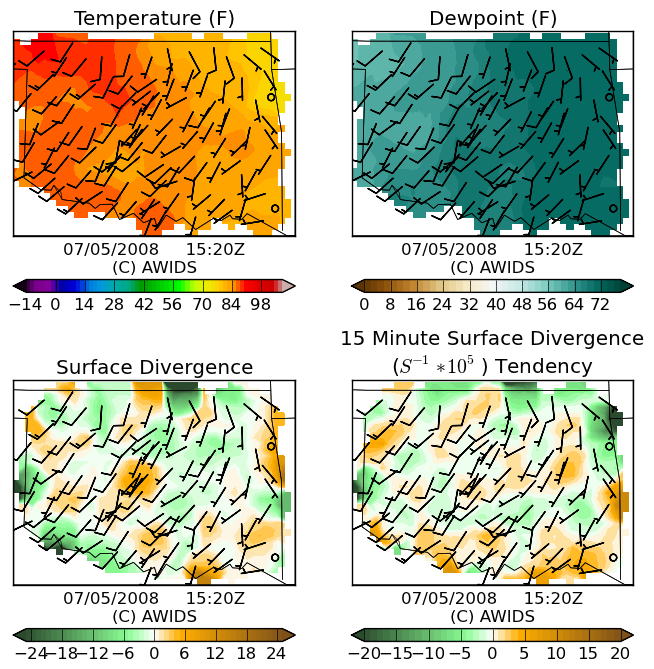 Temperature (F)
Dewpoint (F)
07/05/2008 15:20Z
(C) AWIDS
07/05/2008 15:20Z
(C) AWIDS
−14 0 14 28 42 56 70 84 98
0 8 16 24 32 40 48 56 64 72
Surface Divergence
15 Minute Surface Divergence
(S⁻¹ *10⁵ ) Tendency
07/05/2008 15:20Z
(C) AWIDS
07/05/2008 15:20Z
(C) AWIDS
−24 −18 −12 −6 0 6 12 18 24
−20 −15 −10 −5 0 5 10 15 20